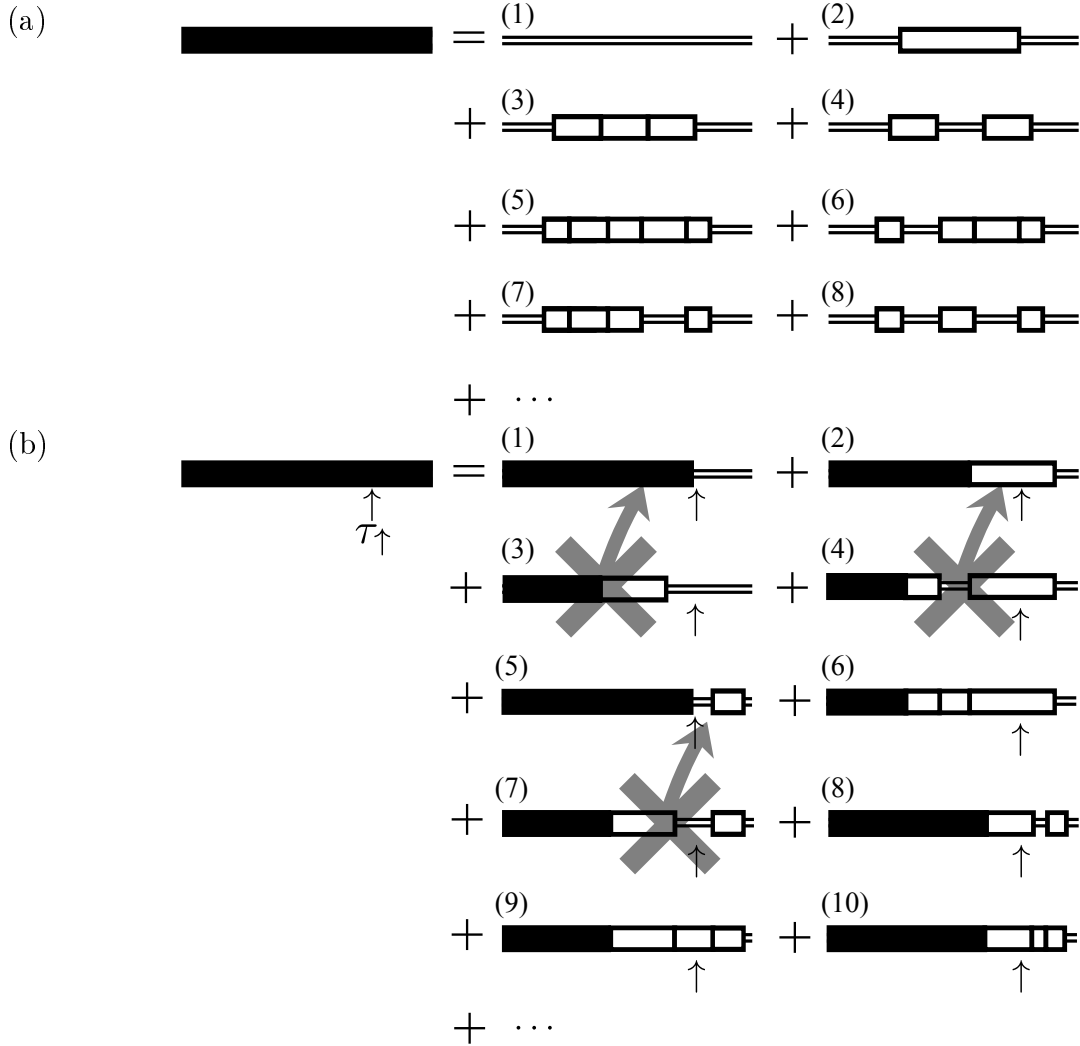 (a) = (1) + (2)
+ (3) + (4)
+ (5) + (6)
+ (7) + (8)
+ ···
(b) = (1) ↑ + (2) ↑
↑
τ↑
+ (3) ↑ + (4) ↑
+ (5) ↑ + (6) ↑
+ (7) ↑ + (8) ↑
+ (9) ↑ + (10) ↑
+ ···